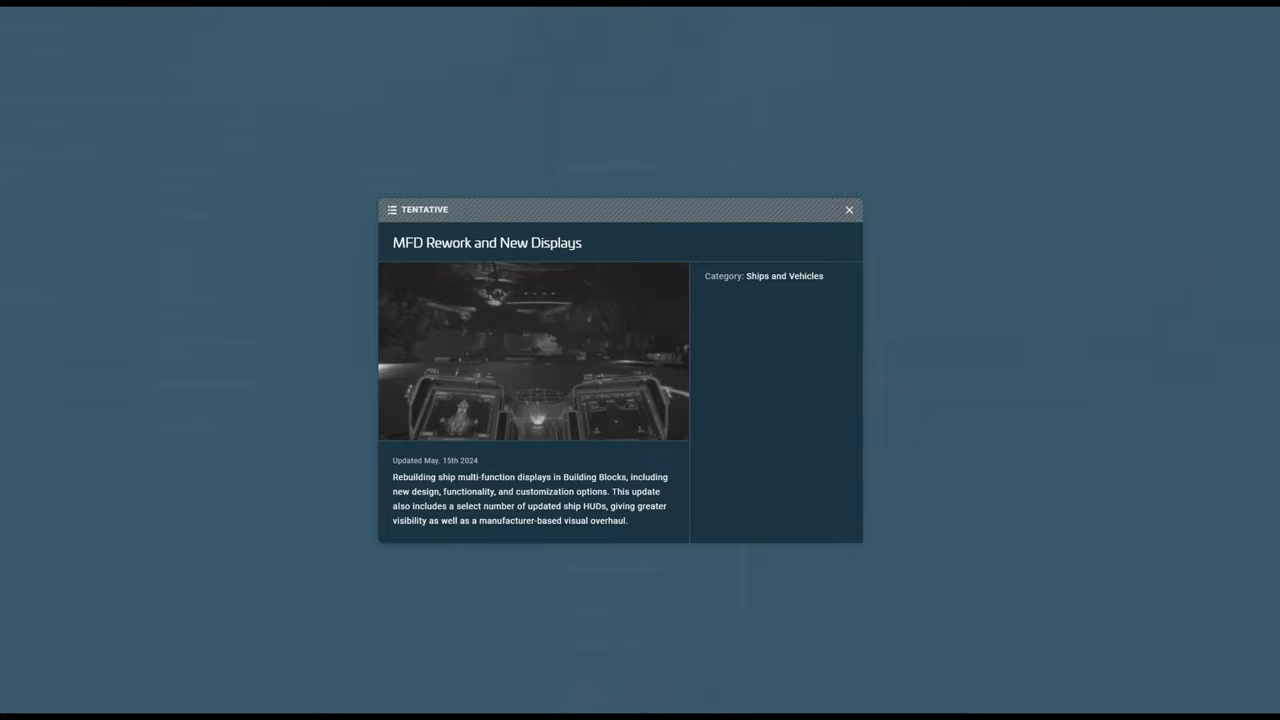 TENTATIVE
MFD Rework and New Displays
Category: Ships and Vehicles
Updated May. 15th 2024
Rebuilding ship multi-function displays in Building Blocks, including
new design, functionality, and customization options. This update
also includes a select number of updated ship HUDs, giving greater
visibility as well as a manufacturer-based visual overhaul.